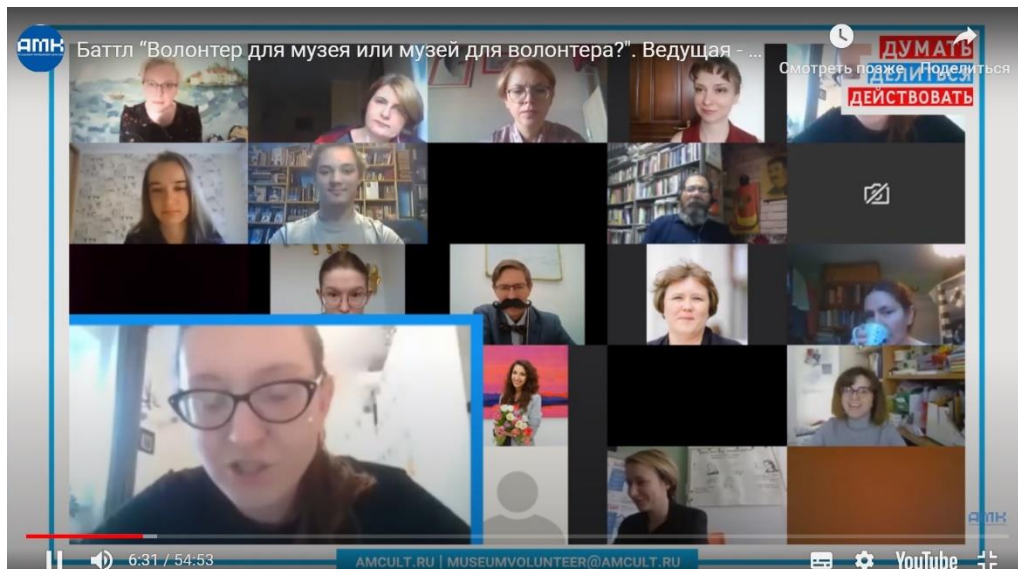 АМК
Баттл “Волонтер для музея или музей для волонтера?". Ведущая - ...
Смотреть позже
Поделиться
ДУМАТЬ
ДЕЛИТЬСЯ
ДЕЙСТВОВАТЬ
АМК
6:31 / 54:53
AMCULT.RU | MUSEUMVOLUNTEER@AMCULT.RU
YouTube